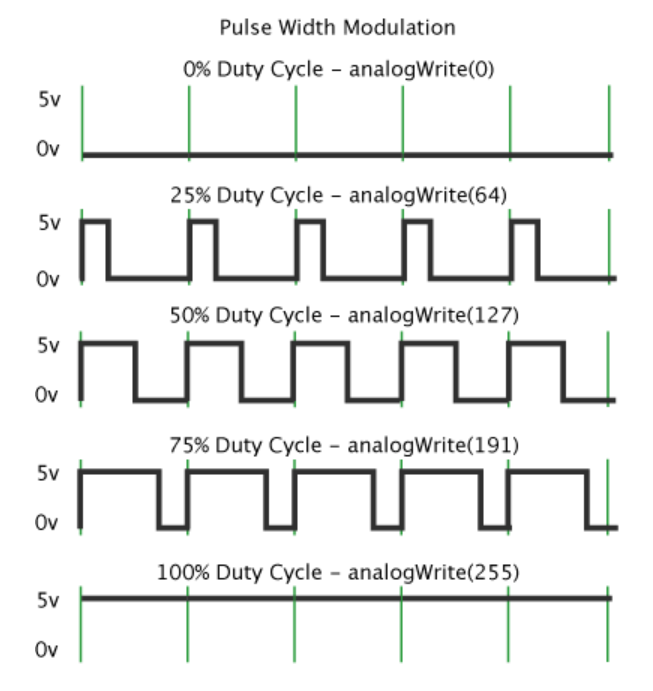 Pulse Width Modulation
0% Duty Cycle – analogWrite(0)
5v
0v
25% Duty Cycle – analogWrite(64)
5v
0v
50% Duty Cycle – analogWrite(127)
5v
0v
75% Duty Cycle – analogWrite(191)
5v
0v
100% Duty Cycle – analogWrite(255)
5v
0v